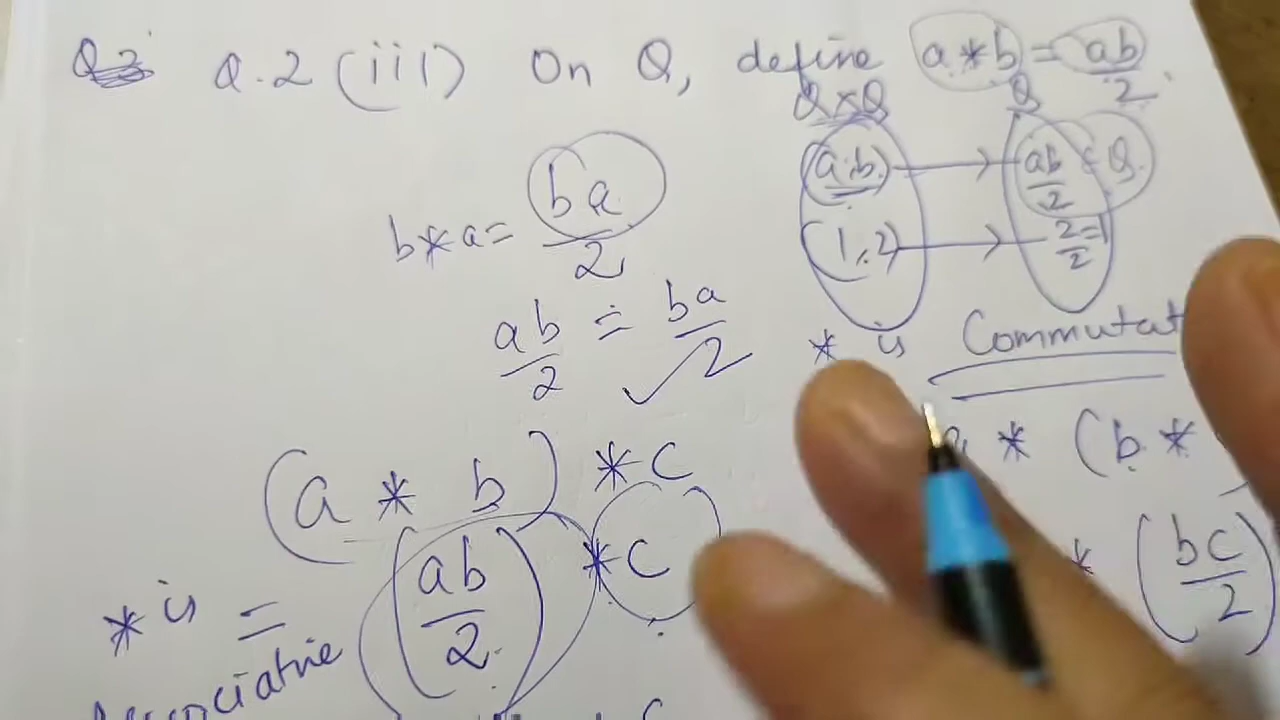 Q.2 (iii) On Q, define a * b = ab/2
Q×Q Q
(a,b) → ab/2 ∈ Q
b*a = ba/2
(1,2) → 2/2 = 1
ab/2 = ba/2 ✓
* is Commutat
(a * b) * c
a * (b *
* is = (ab/2) * c
* (bc/2)
Associative